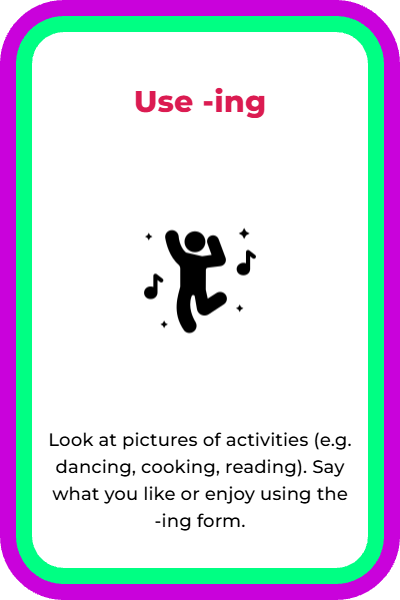 Use -ing
Look at pictures of activities (e.g.
dancing, cooking, reading). Say
what you like or enjoy using the
-ing form.